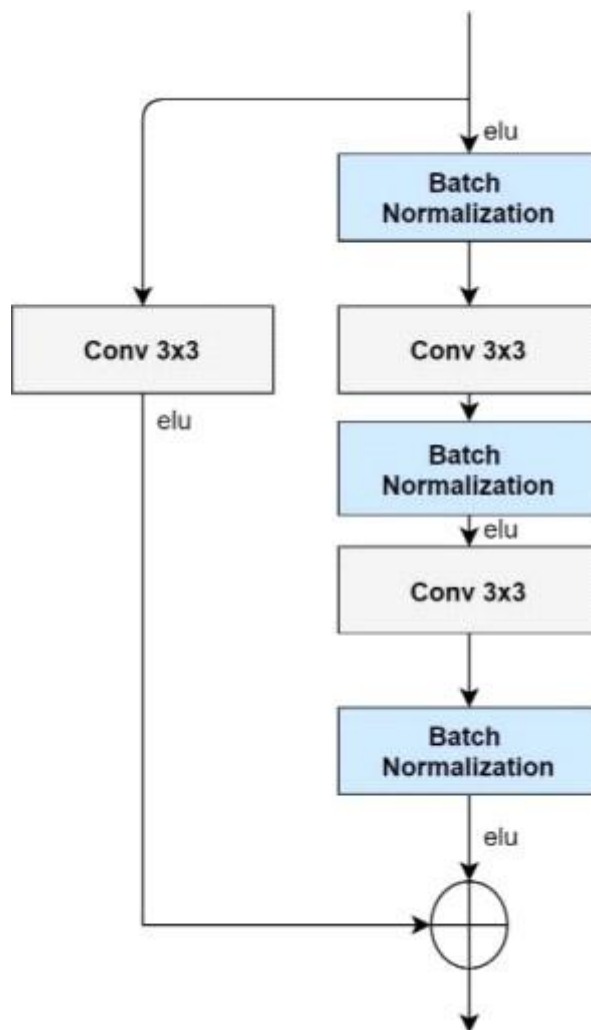 elu
Batch
Normalization
Conv 3x3
Conv 3x3
elu
Batch
Normalization
elu
Conv 3x3
Batch
Normalization
elu